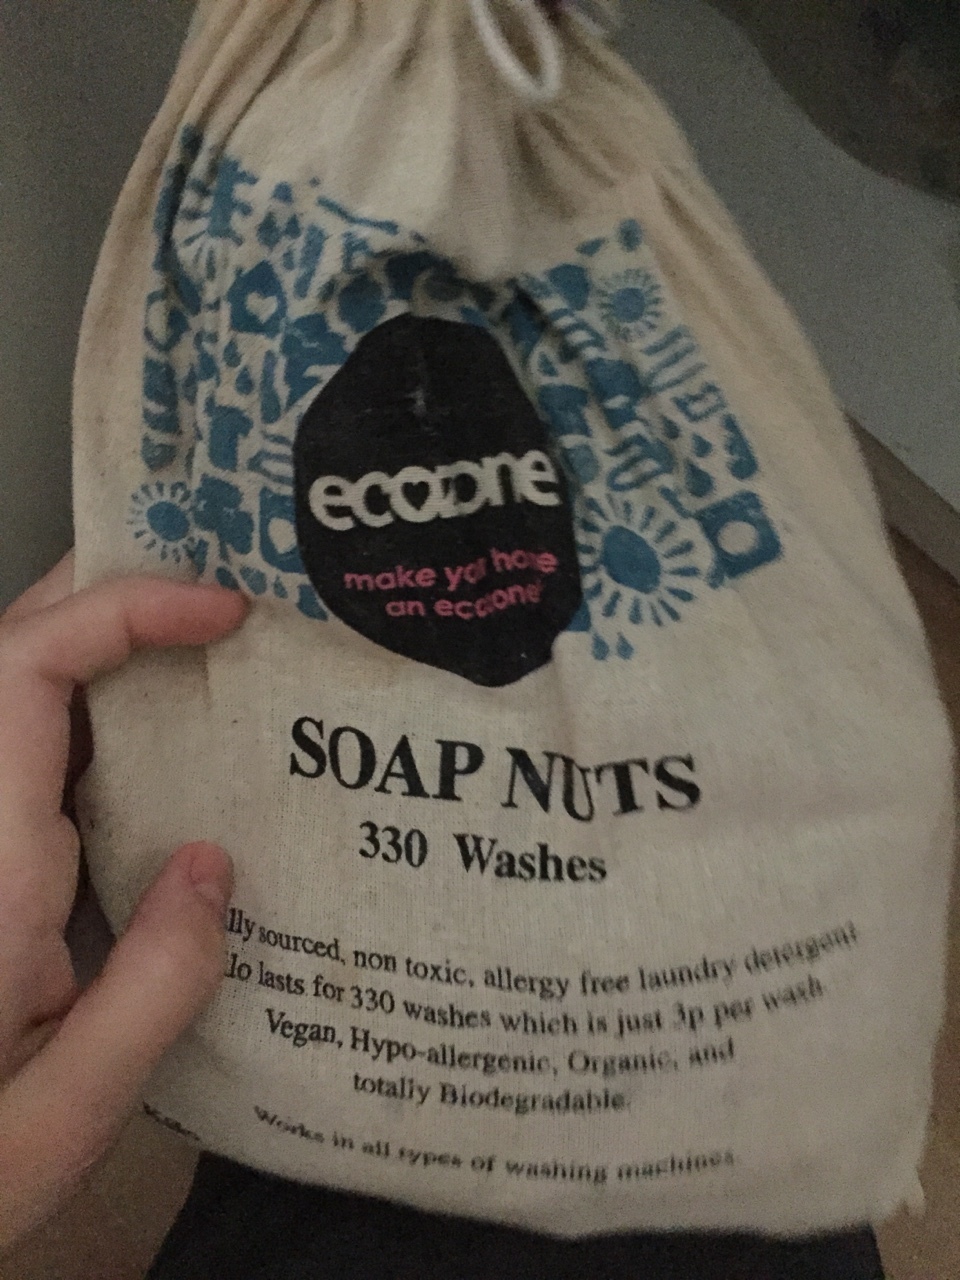 ecozone
make your home
an ecozone
SOAP NUTS
330 Washes
lly sourced, non toxic, allergy free laundry detergent
lo lasts for 330 washes which is just 3p per wash
Vegan, Hypo-allergenic, Organic, and
totally Biodegradable.
Works in all types of washing machines